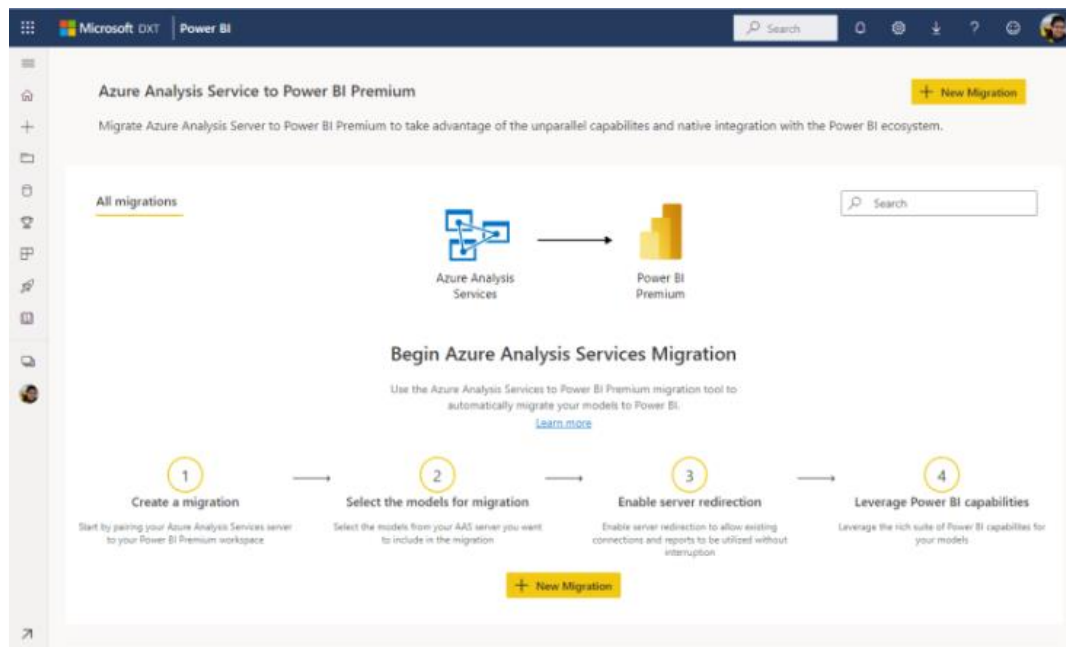 Microsoft DXT Power BI
Search
?
Azure Analysis Service to Power BI Premium
+ New Migration
Migrate Azure Analysis Server to Power BI Premium to take advantage of the unparallel capabilites and native integration with the Power BI ecosystem.
All migrations
Search
Azure Analysis
Services
Power BI
Premium
Begin Azure Analysis Services Migration
Use the Azure Analysis Services to Power BI Premium migration tool to
automatically migrate your models to Power BI.
Learn more
1
Create a migration
Start by pairing your Azure Analysis Services server
to your Power BI Premium workspace
2
Select the models for migration
Select the models from your AAS server you want
to include in the migration
3
Enable server redirection
Enable server redirection to allow existing
connections and reports to be utilized without
interruption
4
Leverage Power BI capabilities
Leverage the rich suite of Power BI capabilites for
your models
+ New Migration